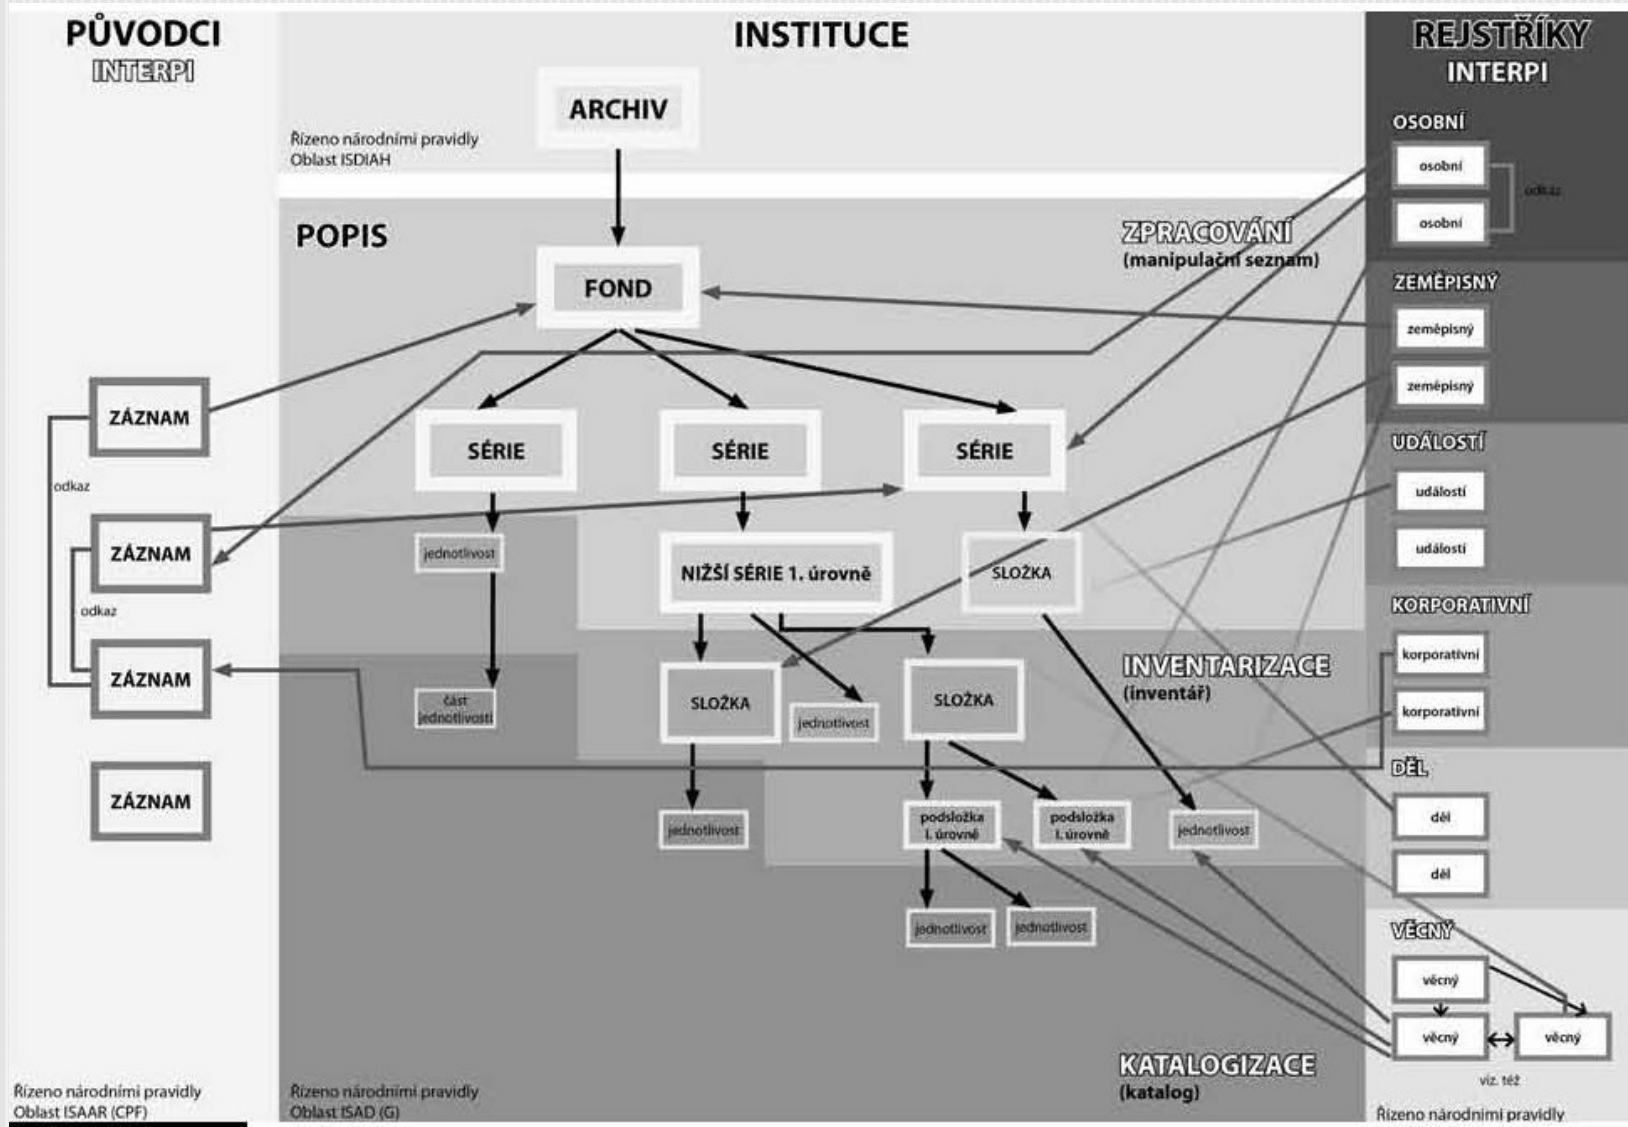 PŮVODCI
INTERPI
INSTITUCE
REJSTŘÍKY
INTERPI
ARCHIV
Řízeno národními pravidly
Oblast ISDIAH
POPIS
ZPRACOVÁNÍ
(manipulační seznam)
FOND
SÉRIE
SÉRIE
SÉRIE
jednotlivost
NIŽŠÍ SÉRIE 1. úrovně
SLOŽKA
část
jednotlivosti
SLOŽKA
jednotlivost
SLOŽKA
INVENTARIZACE
(inventář)
jednotlivost
podsložka
I. úrovně
podsložka
I. úrovně
jednotlivost
jednotlivost
jednotlivost
KATALOGIZACE
(katalog)
Řízeno národními pravidly
Oblast ISAD (G)
ZÁZNAM
odkaz
ZÁZNAM
odkaz
ZÁZNAM
ZÁZNAM
Řízeno národními pravidly
Oblast ISAAR (CPF)
OSOBNÍ
osobní
odkaz
osobní
ZEMĚPISNÝ
zeměpisný
zeměpisný
UDÁLOSTÍ
událostí
událostí
KORPORATIVNÍ
korporativní
korporativní
DĚL
děl
děl
VĚCNÝ
věcný
věcný
věcný
viz. též
Řízeno národními pravidly